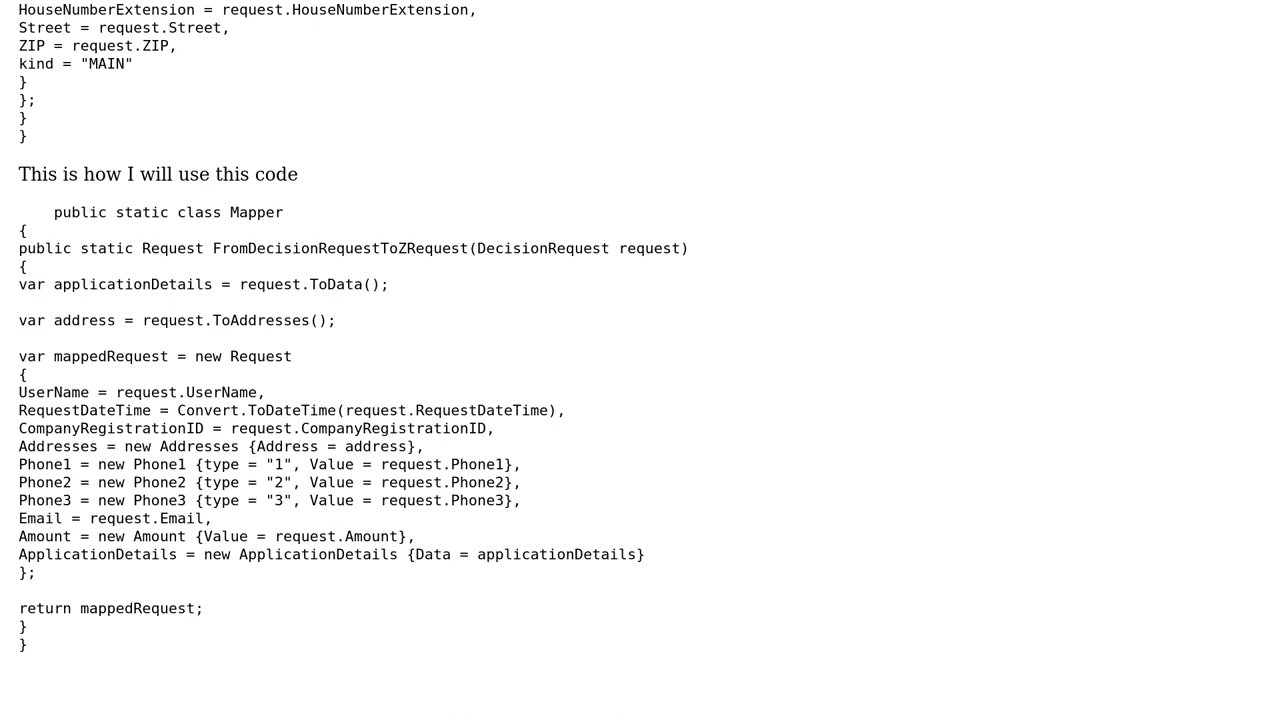 HouseNumberExtension = request.HouseNumberExtension,
Street = request.Street,
ZIP = request.ZIP,
kind = "MAIN"
}
};
}
}
This is how I will use this code
public static class Mapper
{
public static Request FromDecisionRequestToZRequest(DecisionRequest request)
{
var applicationDetails = request.ToData();
var address = request.ToAddresses();
var mappedRequest = new Request
{
UserName = request.UserName,
RequestDateTime = Convert.ToDateTime(request.RequestDateTime),
CompanyRegistrationID = request.CompanyRegistrationID,
Addresses = new Addresses {Address = address},
Phone1 = new Phone1 {type = "1", Value = request.Phone1},
Phone2 = new Phone2 {type = "2", Value = request.Phone2},
Phone3 = new Phone3 {type = "3", Value = request.Phone3},
Email = request.Email,
Amount = new Amount {Value = request.Amount},
ApplicationDetails = new ApplicationDetails {Data = applicationDetails}
};
return mappedRequest;
}
}